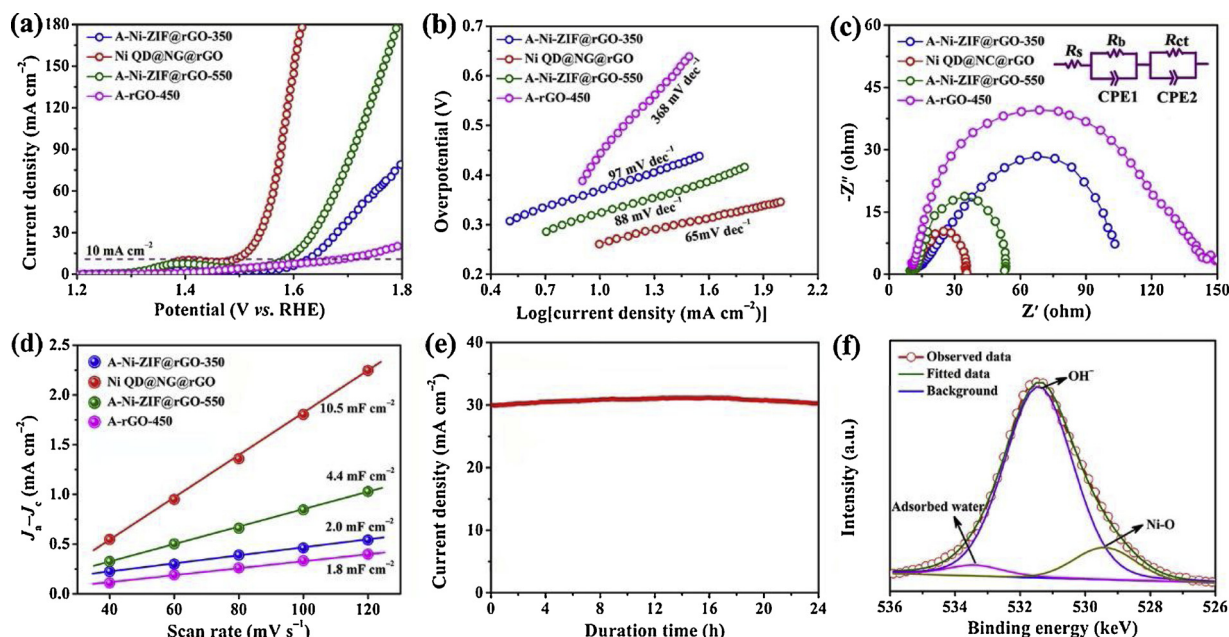 (a)
A-Ni-ZIF@rGO-350
Ni QD@NG@rGO
A-Ni-ZIF@rGO-550
A-rGO-450
10 mA cm⁻²
Current density (mA cm⁻²)
180
150
120
90
60
30
0
1.2
1.4
1.6
1.8
Potential (V vs. RHE)
(b)
A-Ni-ZIF@rGO-350
Ni QD@NG@rGO
A-Ni-ZIF@rGO-550
A-rGO-450
368 mV dec⁻¹
97 mV dec⁻¹
88 mV dec⁻¹
65mV dec⁻¹
Overpotential (V)
0.7
0.6
0.5
0.4
0.3
0.2
0.4
0.6
1.0
1.4
1.8
2.2
Log[current density (mA cm⁻²)]
(c)
A-Ni-ZIF@rGO-350
Ni QD@NC@rGO
A-Ni-ZIF@rGO-550
A-rGO-450
Rs
Rb
Rct
CPE1
CPE2
-Z″ (ohm)
60
45
30
15
0
0
30
60
90
120
150
Z′ (ohm)
(d)
A-Ni-ZIF@rGO-350
Ni QD@NG@rGO
A-Ni-ZIF@rGO-550
A-rGO-450
10.5 mF cm⁻²
4.4 mF cm⁻²
2.0 mF cm⁻²
1.8 mF cm⁻²
Ja–Jc (mA cm⁻²)
2.5
2.0
1.5
1.0
0.5
0.0
40
60
80
100
120
Scan rate (mV s⁻¹)
(e)
Current density (mA cm⁻²)
40
30
20
10
0
0
4
8
12
16
20
24
Duration time (h)
(f)
Observed data
Fitted data
Background
OH⁻
Adsorbed water
Ni-O
Intensity (a.u.)
536
534
532
530
528
526
Binding energy (keV)